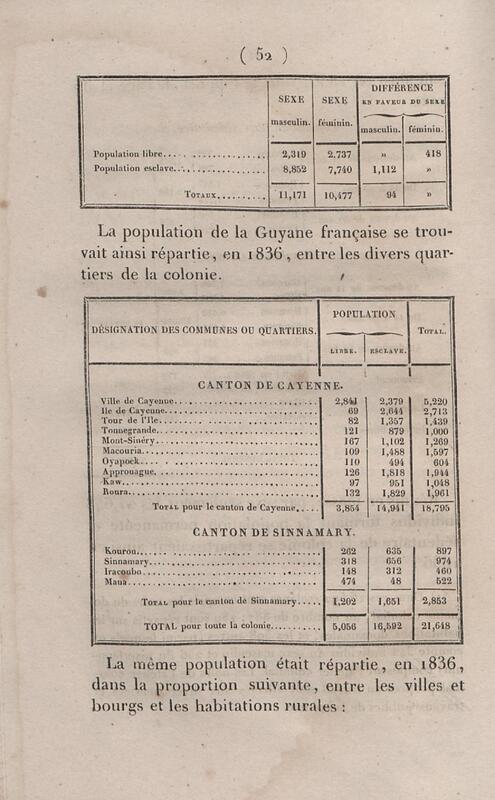 ( 52 )
SEXE masculin. SEXE féminin. DIFFÉRENCE EN FAVEUR DU SEXE masculin. féminin.
Population libre... 2,319 2.737 » 418
Population esclave... 8,852 7,740 1,112 »
TOTAUX.......... 11,171 10,477 94 »
La population de la Guyane française se trou-
vait ainsi répartie, en 1836, entre les divers quar-
tiers de la colonie.
DÉSIGNATION DES COMMUNES OU QUARTIERS. POPULATION LIBRE. ESCLAVE. TOTAL.
CANTON DE CAYENNE.
Ville de Cayenne... 2,841 2,379 5,220
Ile de Cayenne... 69 2,644 2,713
Tour de l'Ile... 82 1,357 1,439
Tonnegrande... 121 879 1,000
Mont-Sinéry... 167 1,102 1,269
Macouria... 109 1,488 1,597
Oyapock... 110 494 604
Approuague... 126 1,818 1,944
Kaw... 97 951 1,048
Roura... 132 1,829 1,961
TOTAL pour le canton de Cayenne..... 3,854 14,941 18,795
CANTON DE SINNAMARY.
Kourou... 262 635 897
Sinnamary... 318 656 974
Iracoubo... 148 312 460
Mana... 474 48 522
TOTAL pour le canton de Sinnamary..... 1,202 1,651 2,853
TOTAL pour toute la colonie........... 5,056 16,592 21,648
La même population était répartie, en 1836,
dans la proportion suivante, entre les villes et
bourgs et les habitations rurales :